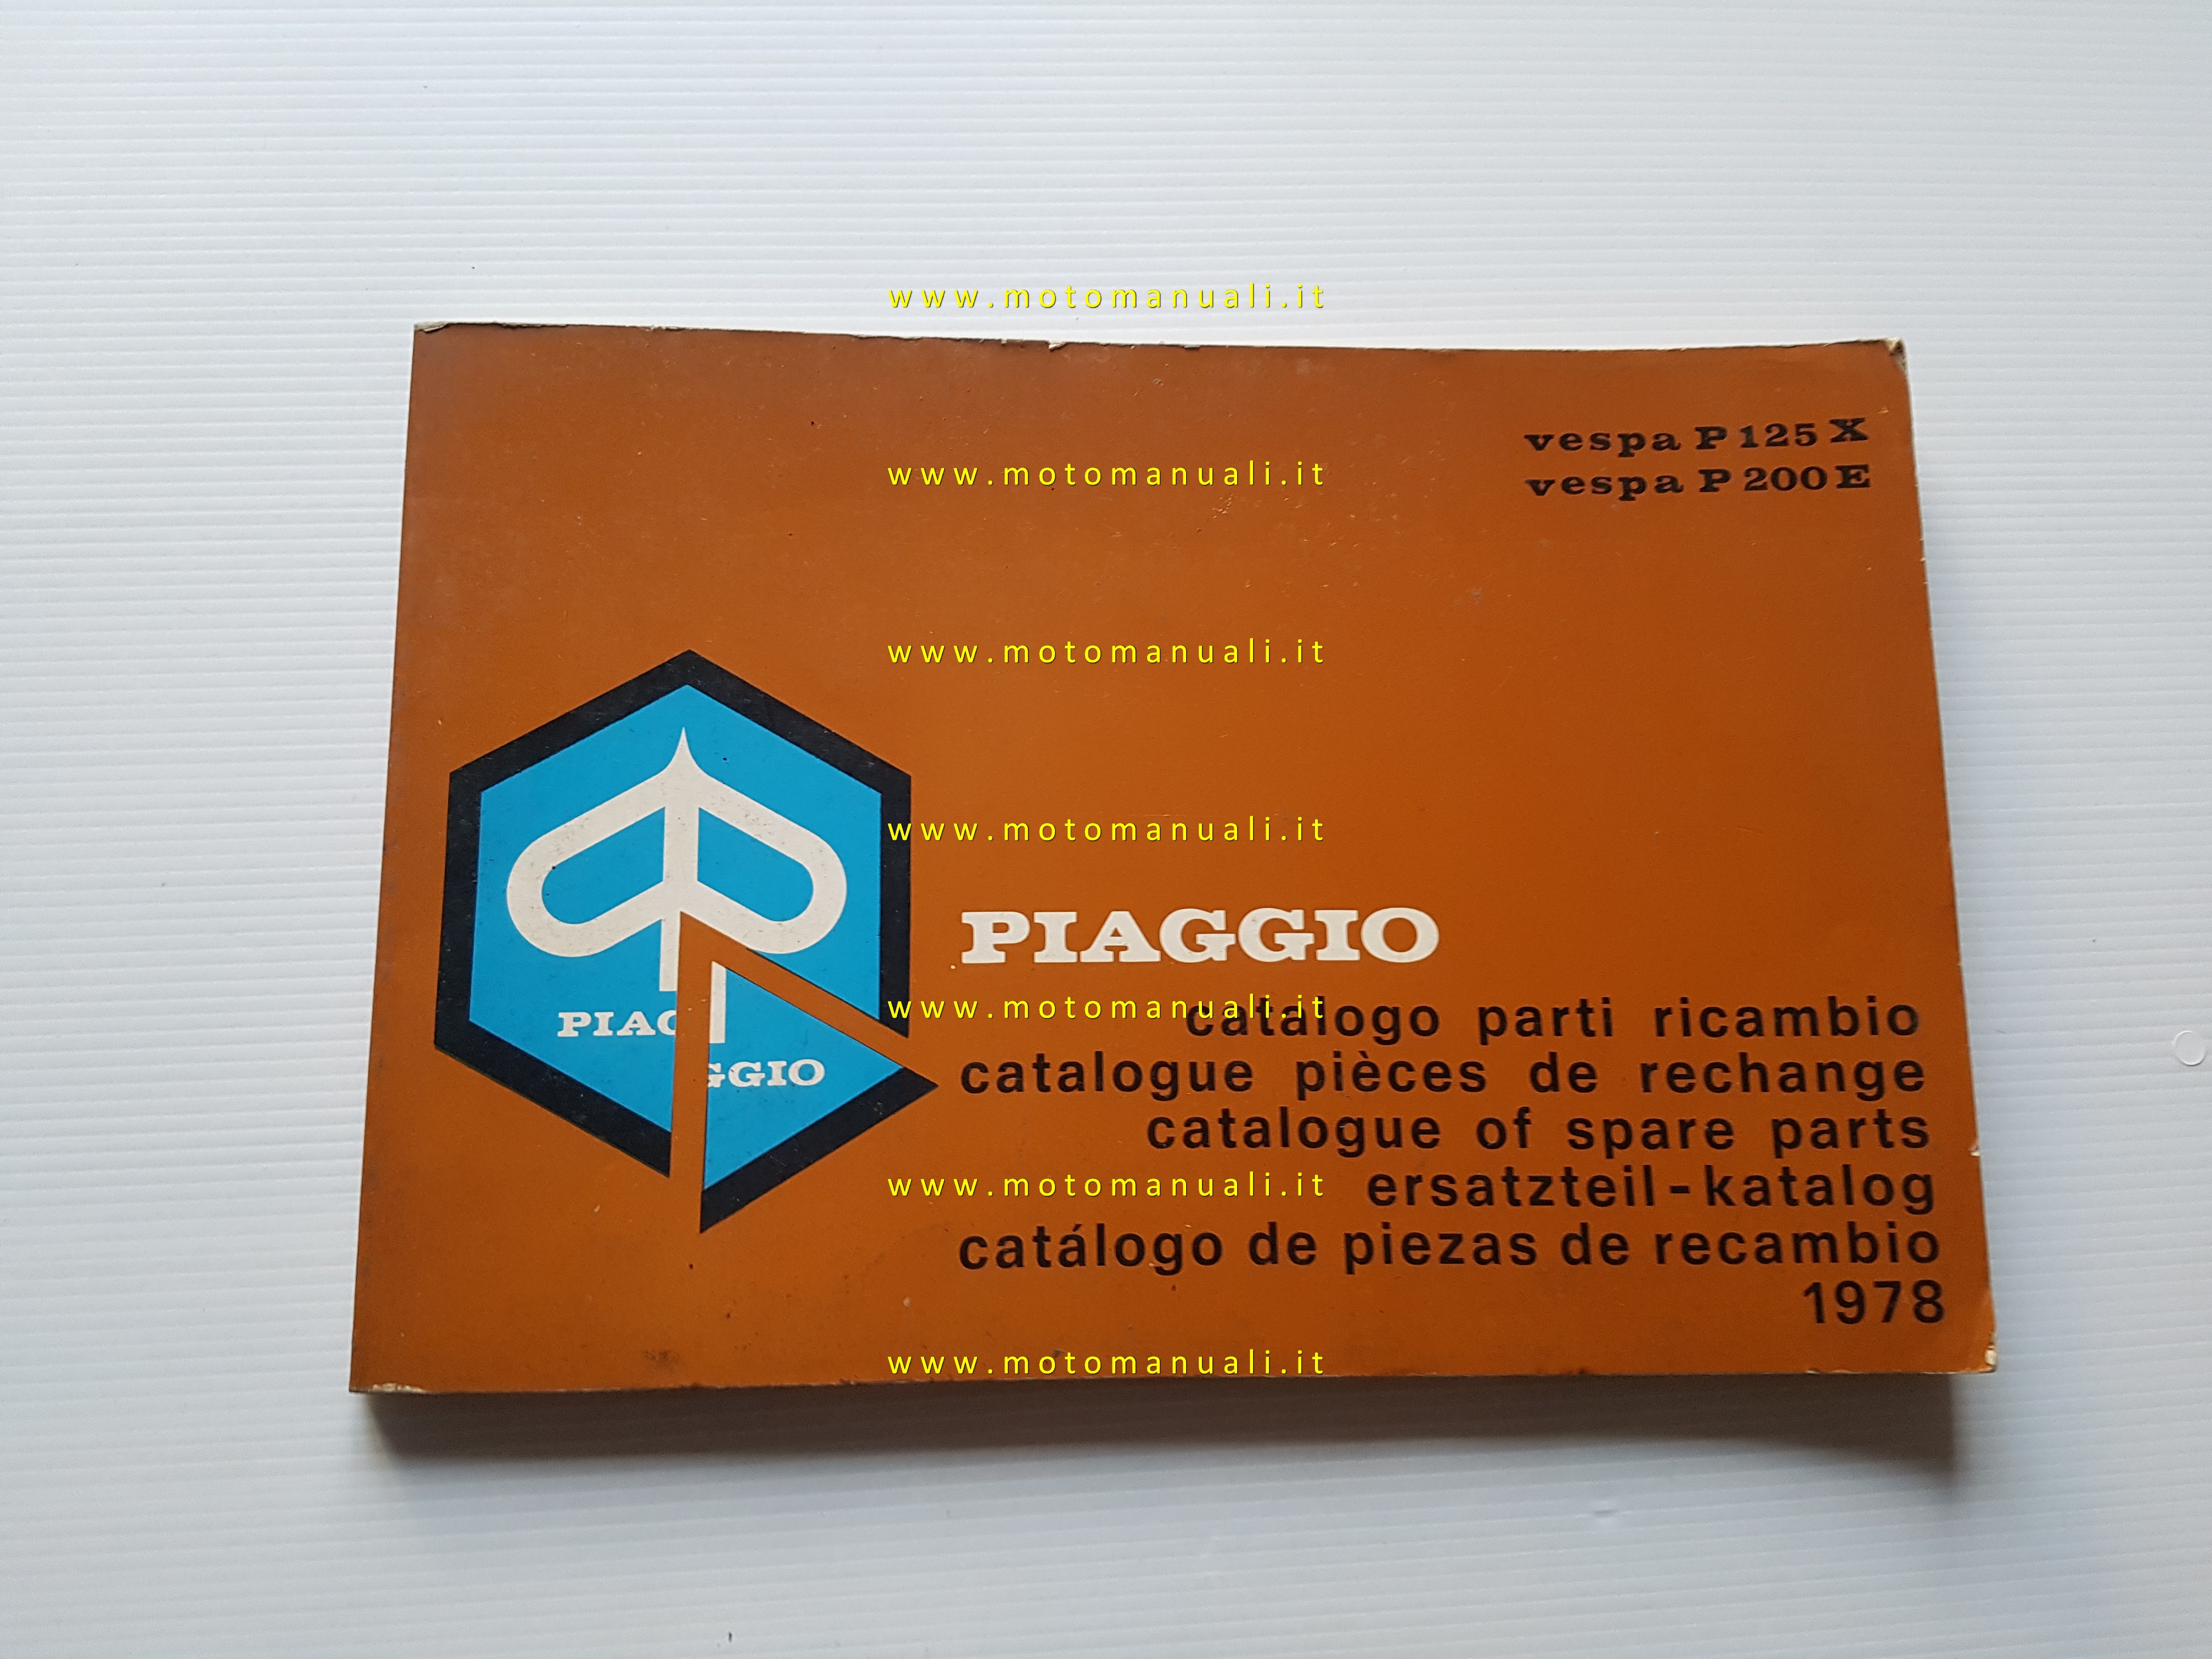 www.motomanuali.it
vespa P 125 X
www.motomanuali.it
vespa P 200 E
www.motomanuali.it
www.motomanuali.it
PIAGGIO
www.motomanuali.it
catalogo parti ricambio
PIAG
GGIO
catalogue pièces de rechange
catalogue of spare parts
www.motomanuali.it
ersatzteil-katalog
catálogo de piezas de recambio
1978
www.motomanuali.it